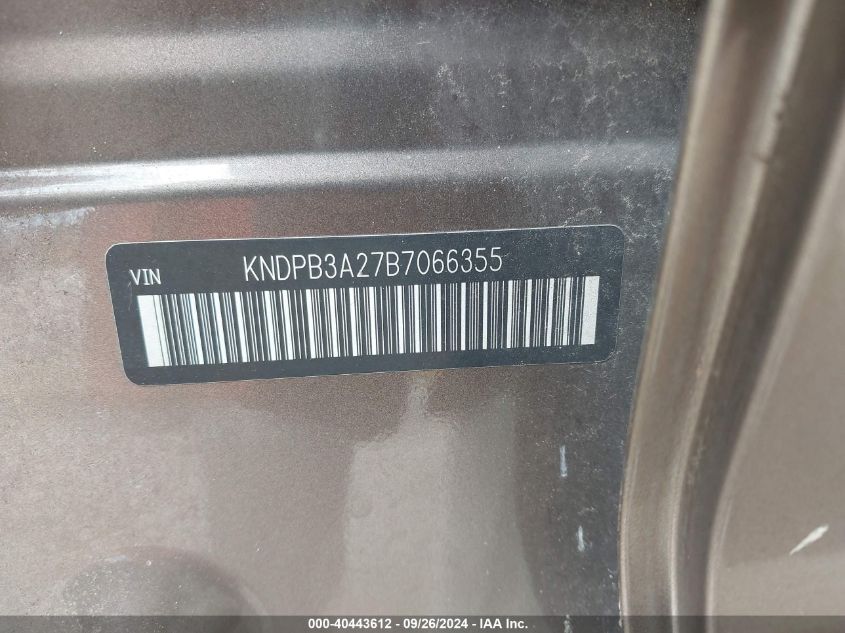 VIN KNDPB3A27B7066355
000-40443612 - 09/26/2024 - IAA Inc.